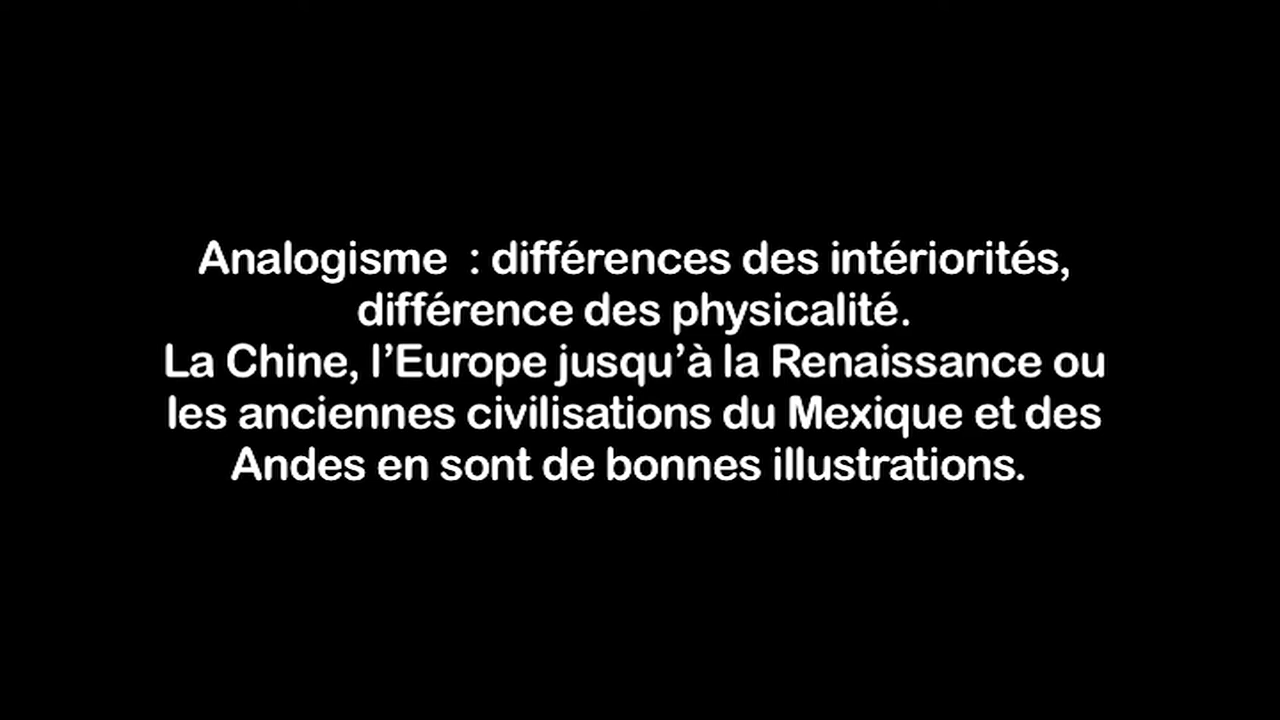 Analogisme  : différences des intériorités,
différence des physicalité.
La Chine, l’Europe jusqu’à la Renaissance ou
les anciennes civilisations du Mexique et des
Andes en sont de bonnes illustrations.